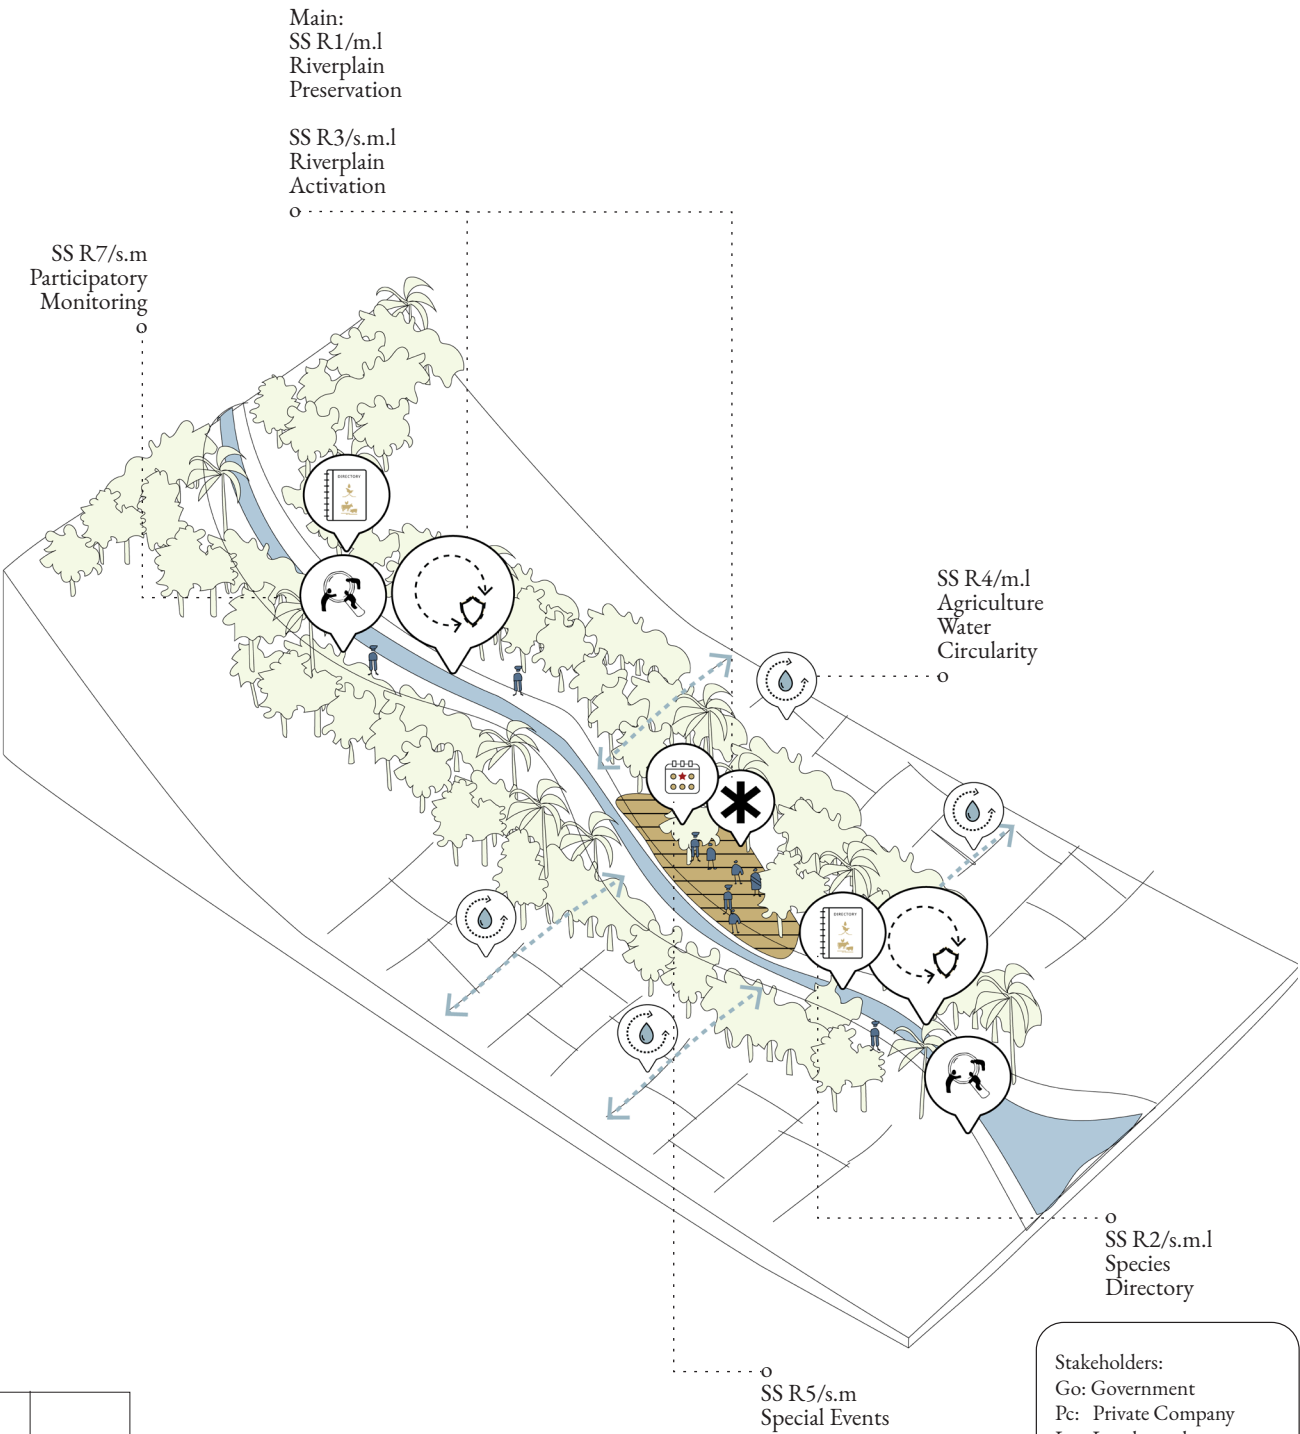 Main:
SS R1/m.l
Riverplain
Preservation
SS R3/s.m.l
Riverplain
Activation
SS R7/s.m
Participatory
Monitoring
DIRECTORY
SS R4/m.l
Agriculture
Water
Circularity
DIRECTORY
SS R2/s.m.l
Species
Directory
SS R5/s.m
Special Events
Stakeholders:
Go: Government
Pc: Private Company